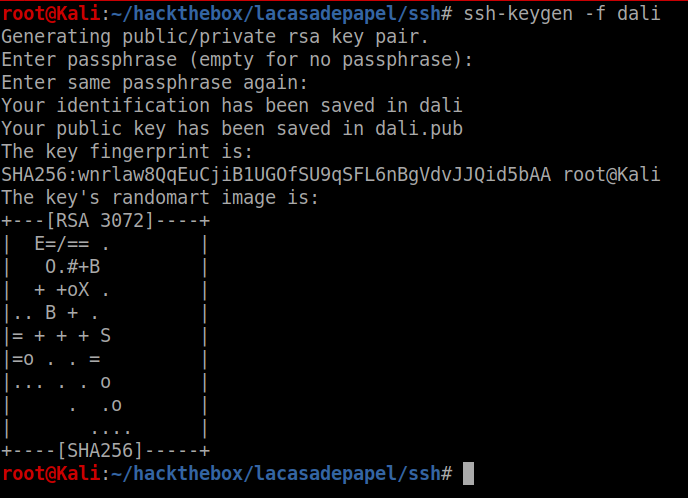 root@Kali:~/hackthebox/lacasadepapel/ssh# ssh-keygen -f dali
Generating public/private rsa key pair.
Enter passphrase (empty for no passphrase):
Enter same passphrase again:
Your identification has been saved in dali
Your public key has been saved in dali.pub
The key fingerprint is:
SHA256:wnrlaw8QqEuCjiB1UGOfSU9qSFL6nBgVdvJJQid5bAA root@Kali
The key's randomart image is:
+---[RSA 3072]----+
|  E=/== .        |
|   O.#+B         |
|  + +oX .        |
|.. B + .         |
|= + + + S        |
|=o . . =         |
|... . . o        |
|     .  .o       |
|       ....      |
+----[SHA256]-----+
root@Kali:~/hackthebox/lacasadepapel/ssh#